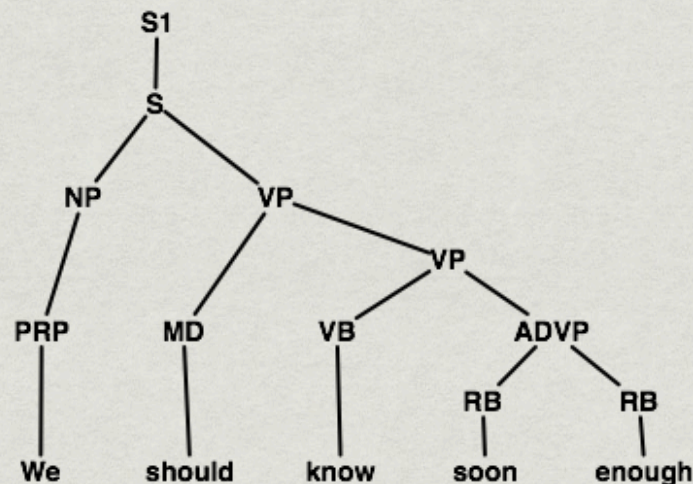 S1
S
NP VP
VP
PRP MD VB ADVP
RB RB
We should know soon enough